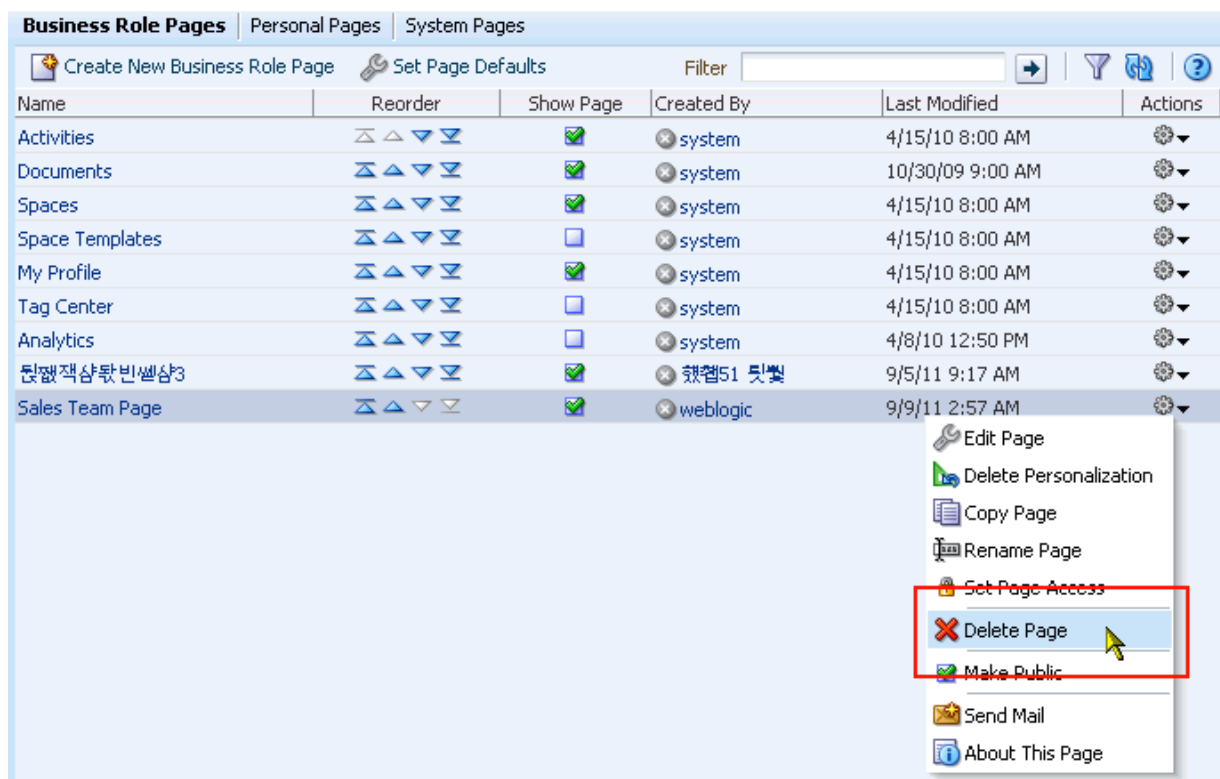 Business Role Pages Personal Pages System Pages
Create New Business Role Page Set Page Defaults Filter
Name Reorder Show Page Created By Last Modified Actions
Activities system 4/15/10 8:00 AM
Documents system 10/30/09 9:00 AM
Spaces system 4/15/10 8:00 AM
Space Templates system 4/15/10 8:00 AM
My Profile system 4/15/10 8:00 AM
Tag Center system 4/15/10 8:00 AM
Analytics system 4/8/10 12:50 PM
9/5/11 9:17 AM
Sales Team Page weblogic 9/9/11 2:57 AM
Edit Page
Delete Personalization
Copy Page
Rename Page
Set Page Access
Delete Page
Make Public
Send Mail
About This Page